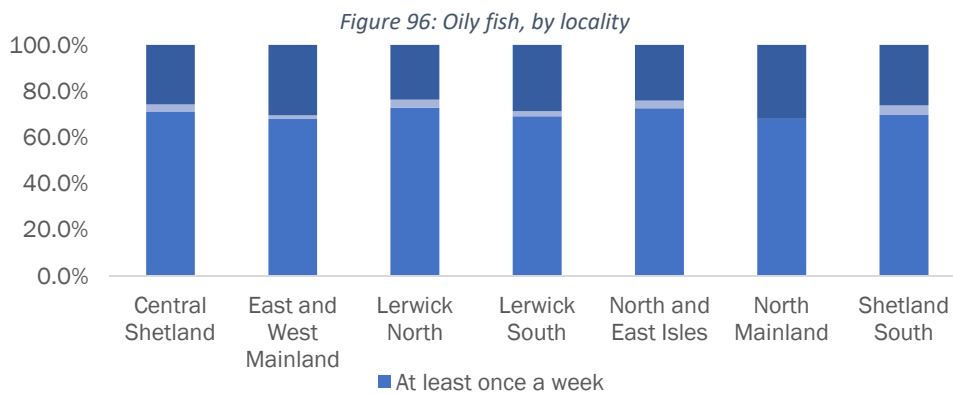 Figure 96: Oily fish, by locality
100.0%
80.0%
60.0%
40.0%
20.0%
0.0%
Central
Shetland
East and
West
Mainland
Lerwick
North
Lerwick
South
North and
East Isles
North
Mainland
Shetland
South
At least once a week